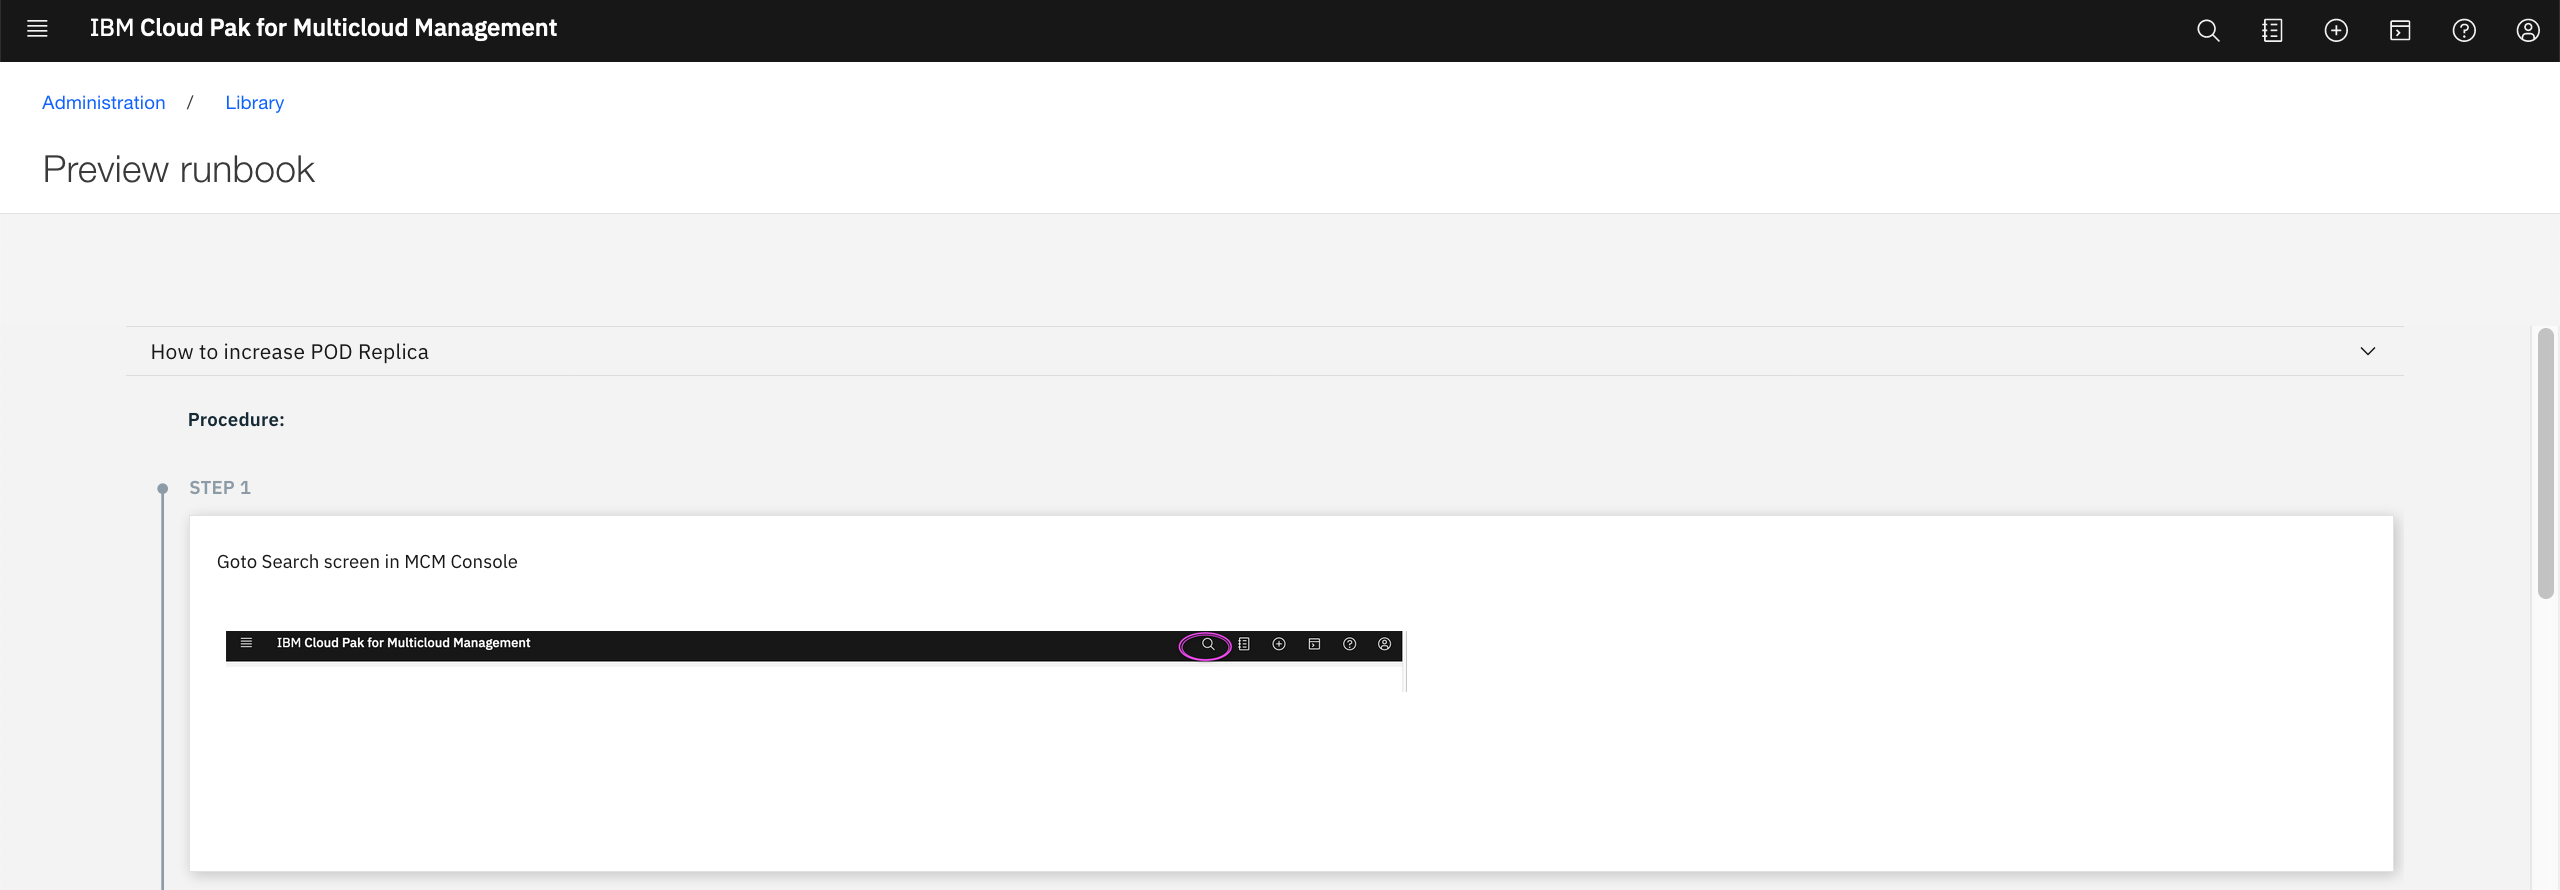 IBM Cloud Pak for Multicloud Management
Administration / Library
Preview runbook
How to increase POD Replica
Procedure:
STEP 1
Goto Search screen in MCM Console
IBM Cloud Pak for Multicloud Management